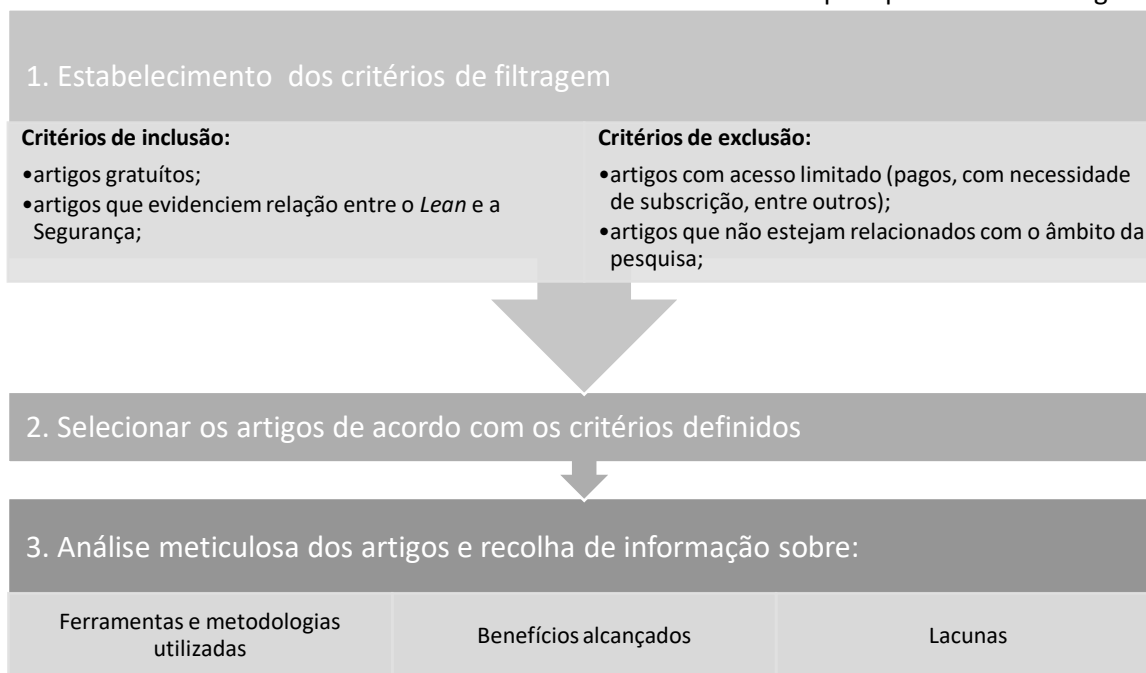 1. Estabelecimento dos critérios de filtragem
Critérios de inclusão:
•artigos gratuítos;
•artigos que evidenciem relação entre o Lean e a
Segurança;
Critérios de exclusão:
•artigos com acesso limitado (pagos, com necessidade
de subscrição, entre outros);
•artigos que não estejam relacionados com o âmbito da
pesquisa;
2. Selecionar os artigos de acordo com os critérios definidos
3. Análise meticulosa dos artigos e recolha de informação sobre:
Ferramentas e metodologias
utilizadas
Benefícios alcançados
Lacunas